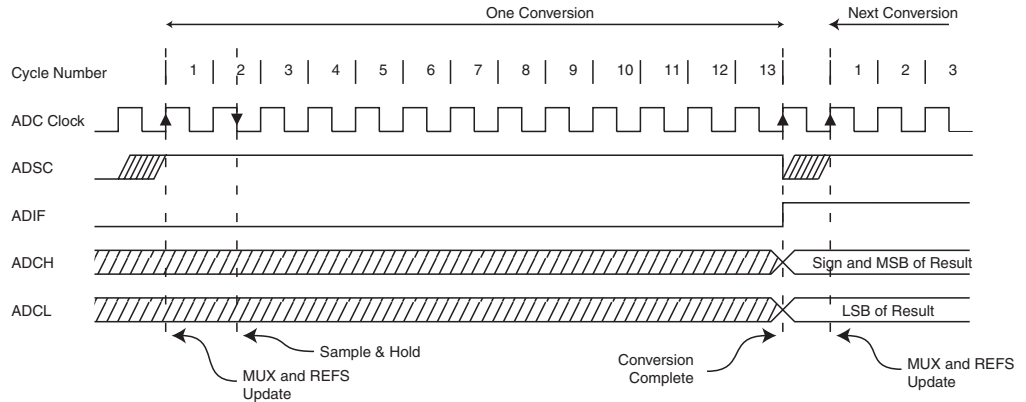 One Conversion
Next Conversion
Cycle Number 1 2 3 4 5 6 7 8 9 10 11 12 13 1 2 3
ADC Clock
ADSC
ADIF
ADCH
Sign and MSB of Result
ADCL
LSB of Result
Sample & Hold
MUX and REFS
Update
Conversion
Complete
MUX and REFS
Update